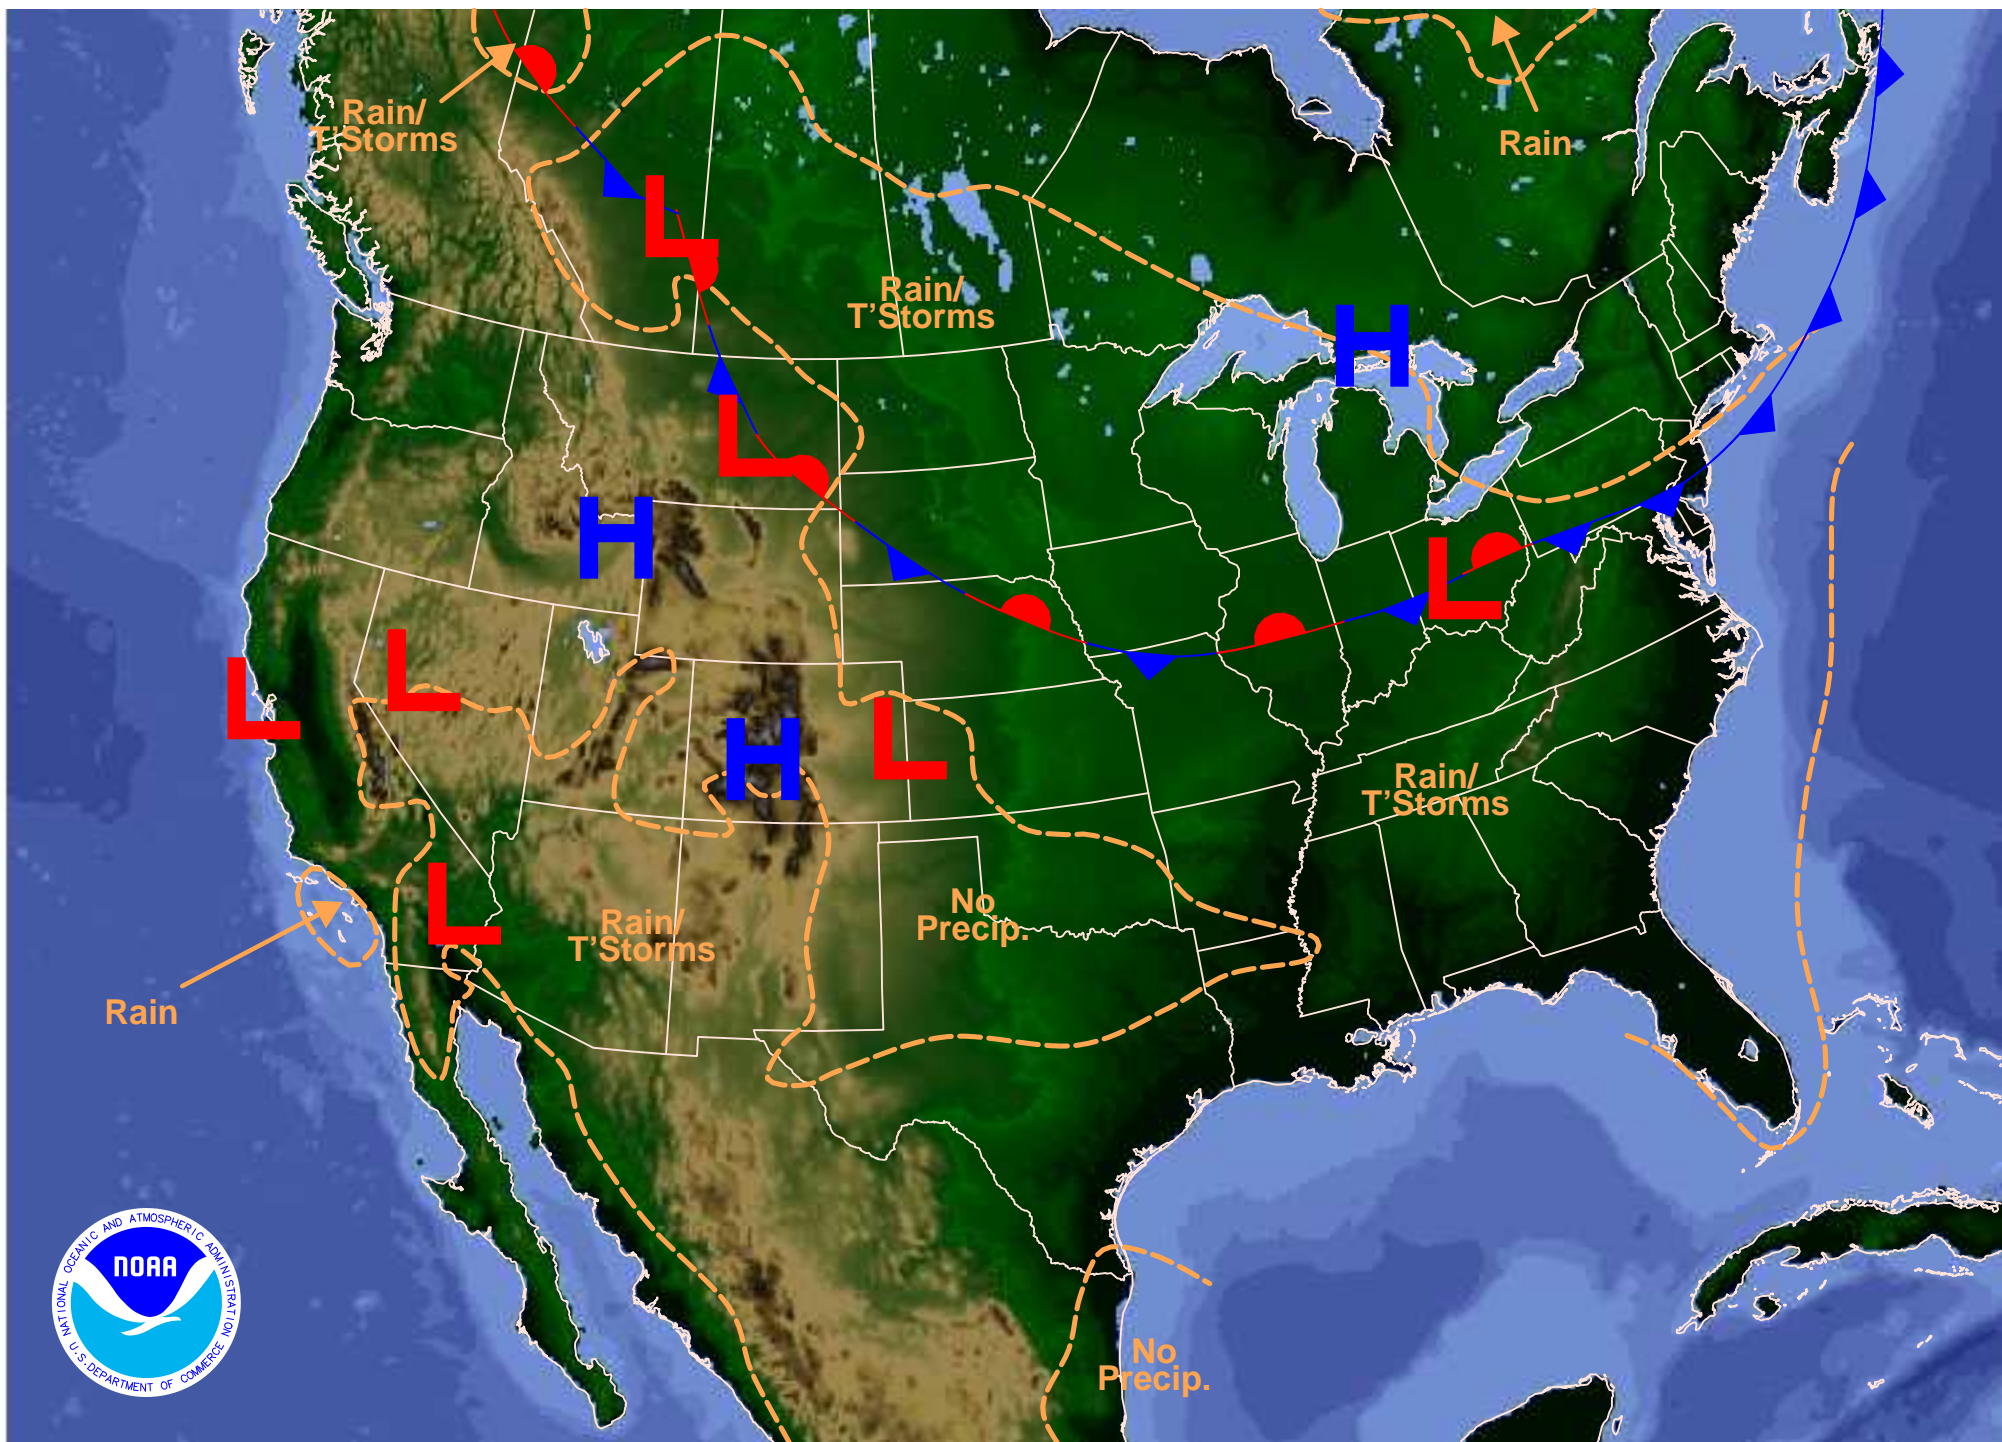 Rain/
T'Storms
Rain
Rain/
T'Storms
H
L
L
H
L
L
L
H
L
Rain/
T'Storms
L
Rain/
T'Storms
No
Precip.
Rain
No
Precip.
NATIONAL OCEANIC AND ATMOSPHERIC ADMINISTRATION
NOAA
U.S. DEPARTMENT OF COMMERCE